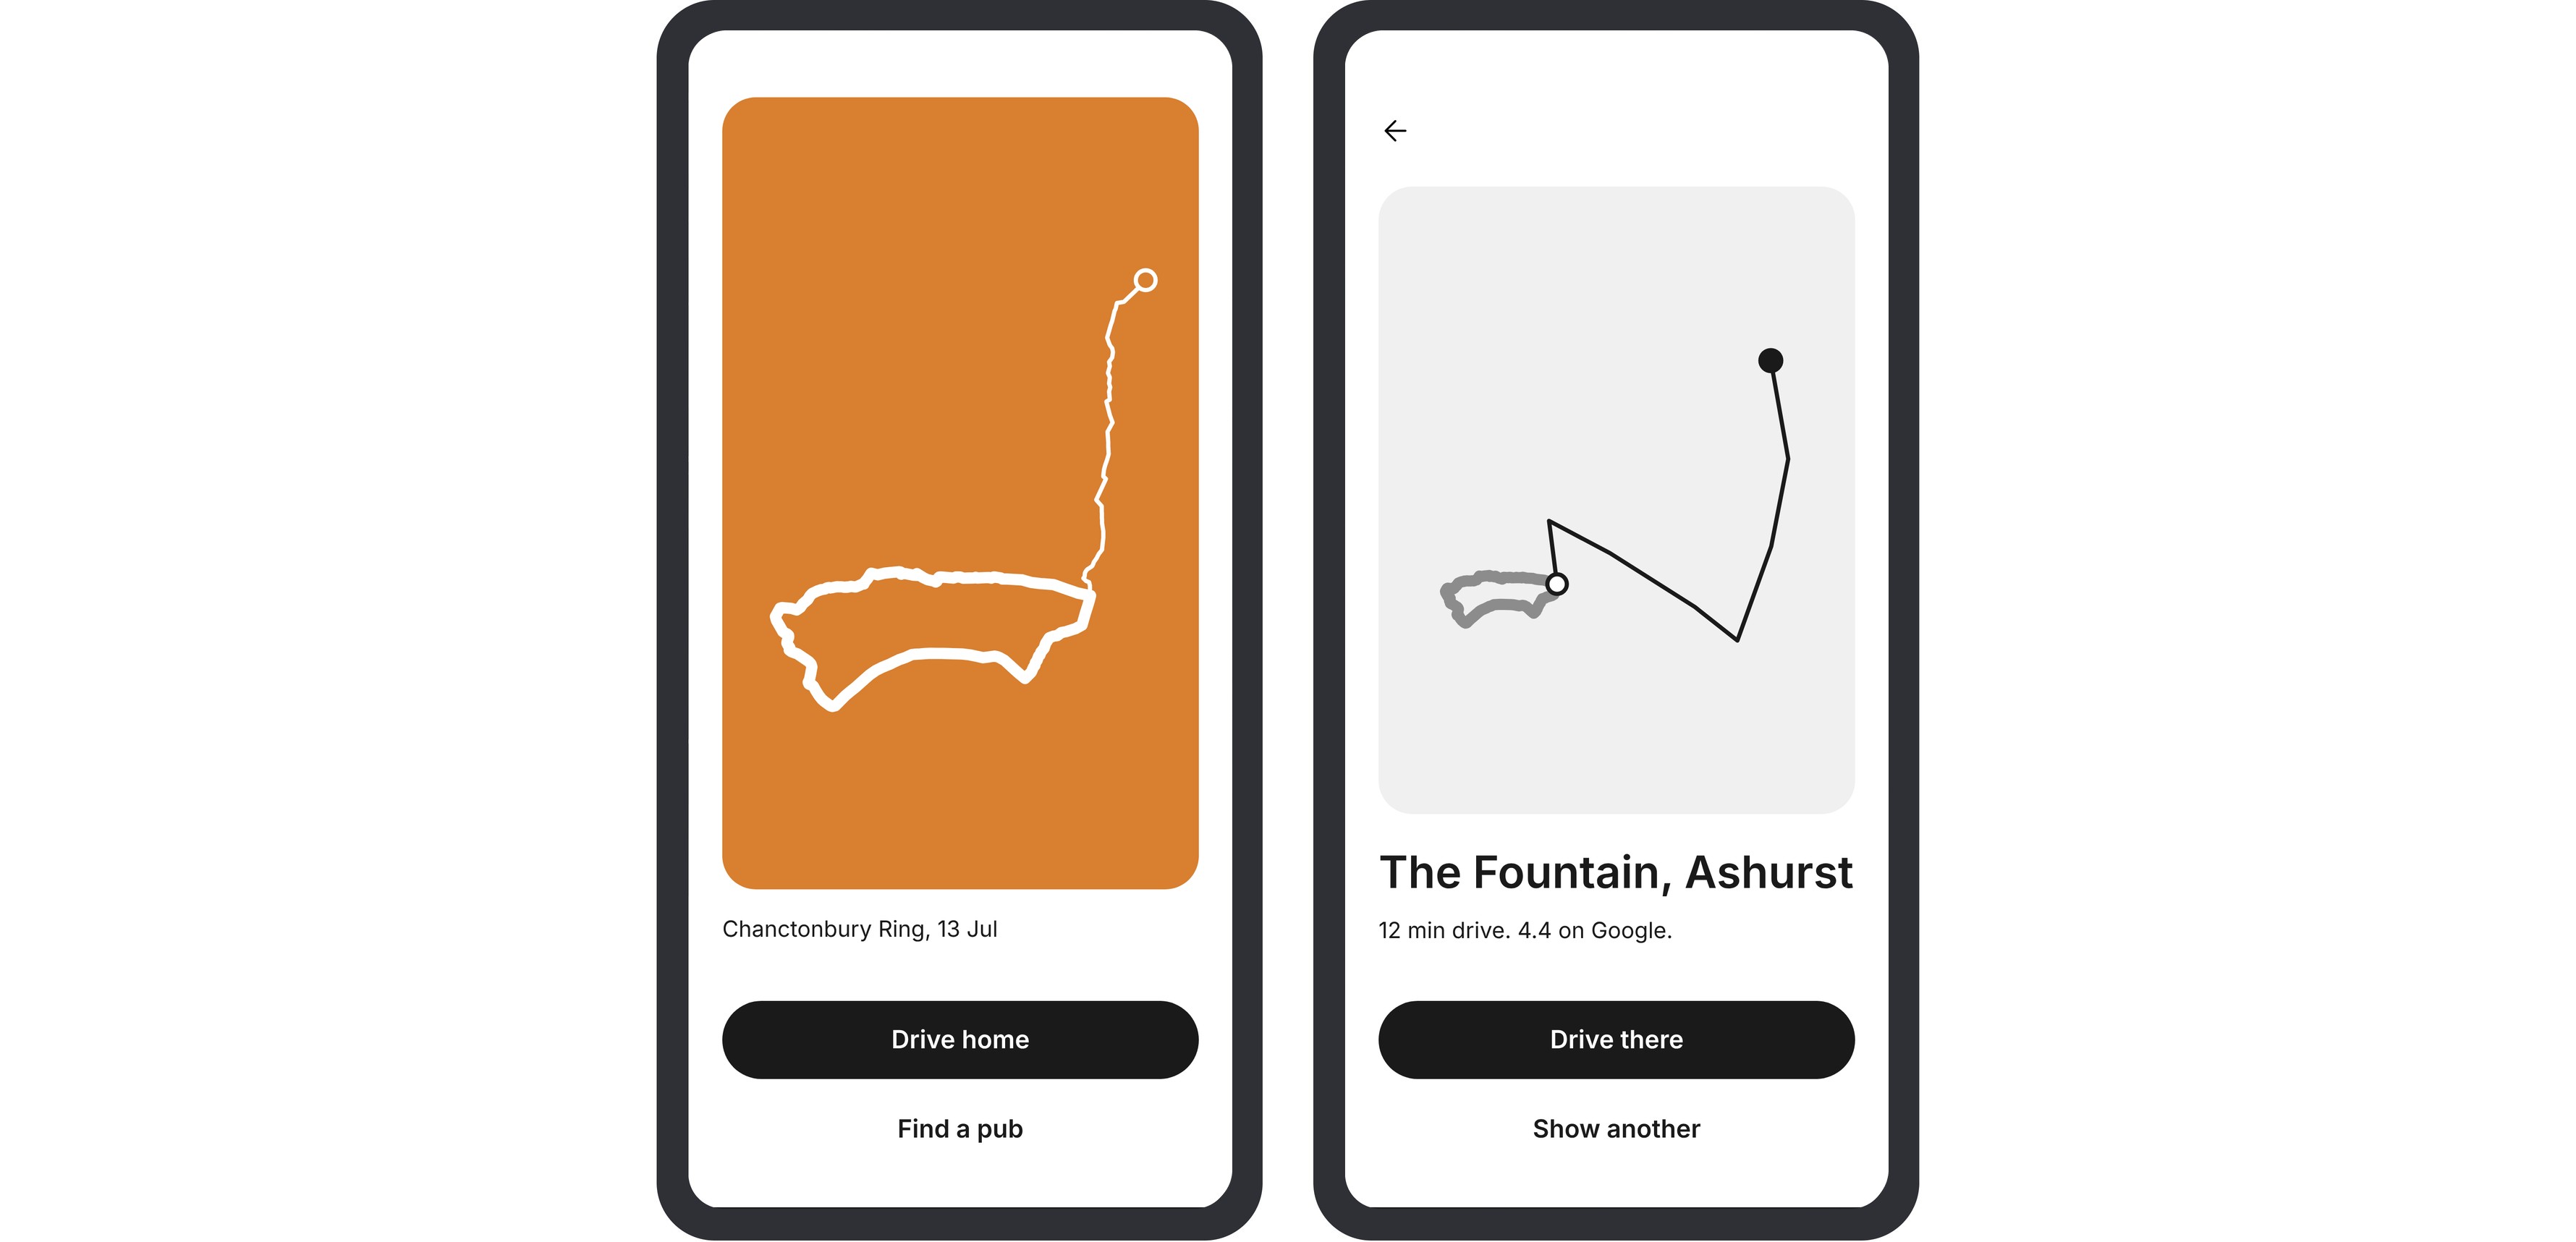 Chanctonbury Ring, 13 Jul
Drive home
Find a pub
The Fountain, Ashurst
12 min drive. 4.4 on Google.
Drive there
Show another